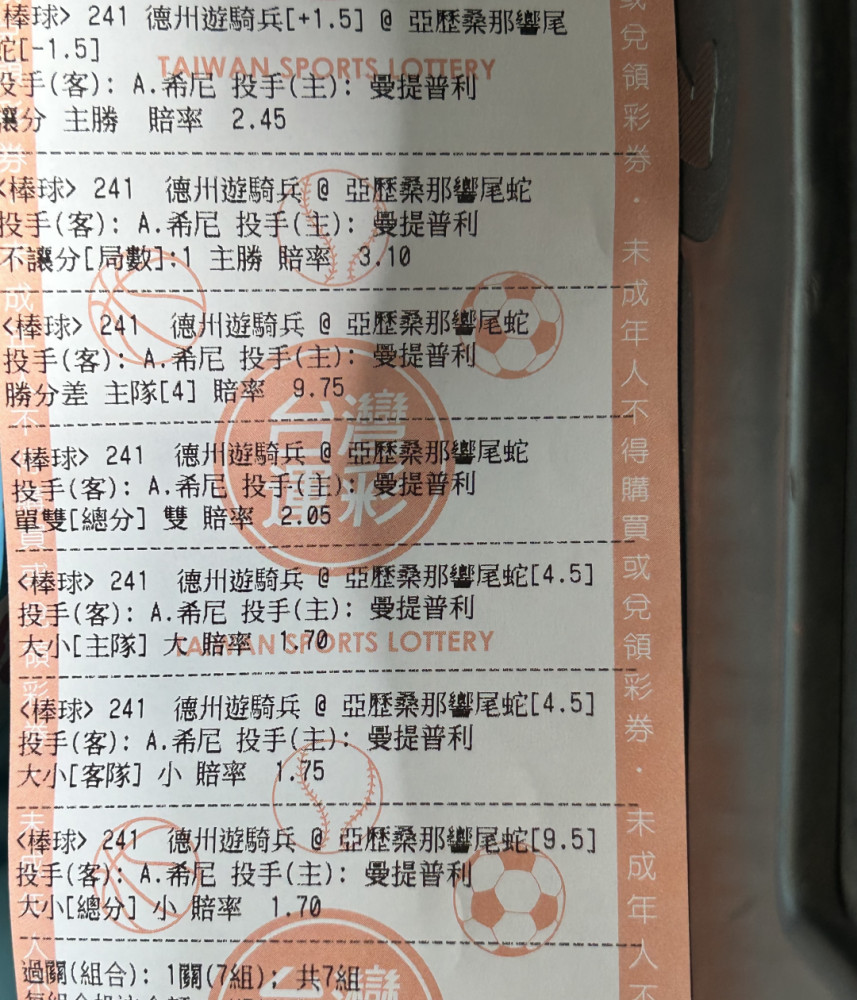 棒球> 241 德州遊騎兵[+1.5] @ 亞歷桑那響尾
蛇[-1.5]
TAIWAN SPORTS LOTTERY
投手(客): A.希尼 投手(主): 曼提普利
讓分 主勝 賠率 2.45
<棒球> 241 德州遊騎兵 @ 亞歷桑那響尾蛇
投手(客): A.希尼 投手(主): 曼提普利
不讓分[局數]:1 主勝 賠率 3.10
<棒球> 241 德州遊騎兵 @ 亞歷桑那響尾蛇
投手(客): A.希尼 投手(主): 曼提普利
勝分差 主隊[4] 賠率 9.75
台灣
運彩
<棒球> 241 德州遊騎兵 @ 亞歷桑那響尾蛇
投手(客): A.希尼 投手(主): 曼提普利
單雙[總分] 雙 賠率 2.05
<棒球> 241 德州遊騎兵 @ 亞歷桑那響尾蛇[4.5]
投手(客): A.希尼 投手(主): 曼提普利
大小[主隊] 大 賠率 1.70
TAIWAN SPORTS LOTTERY
<棒球> 241 德州遊騎兵 @ 亞歷桑那響尾蛇[4.5]
投手(客): A.希尼 投手(主): 曼提普利
大小[客隊] 小 賠率 1.75
<棒球> 241 德州遊騎兵 @ 亞歷桑那響尾蛇[9.5]
投手(客): A.希尼 投手(主): 曼提普利
大小[總分] 小 賠率 1.70
過關(組合): 1關(7組); 共7組
或兌領彩券・未成年人不得購買或兌領彩券・未成年人不